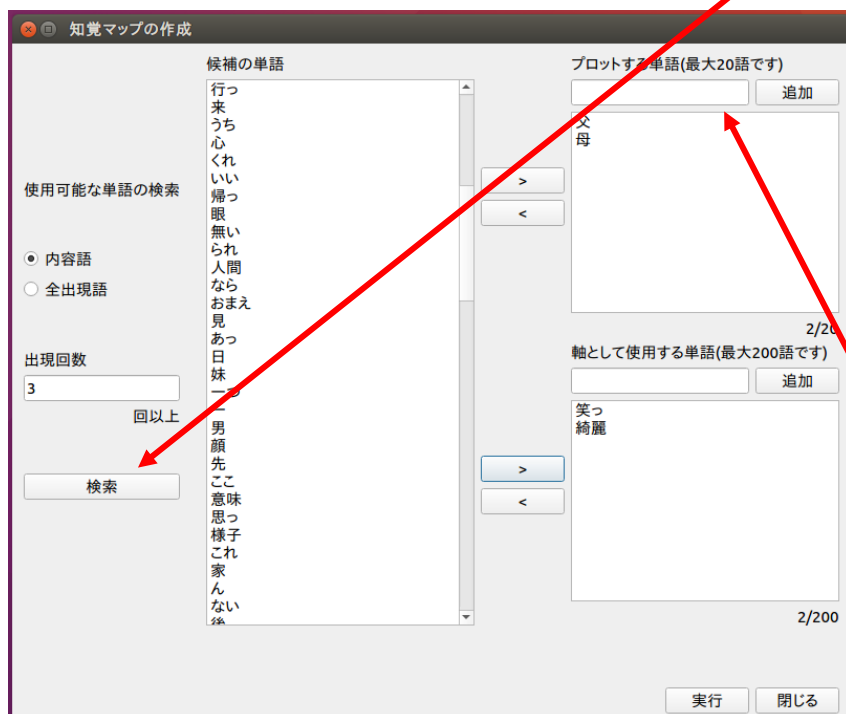 知覚マップの作成
候補の単語
プロットする単語(最大20語です)
追加
行っ
来
うち
心
くれ
いい
帰っ
眼
無い
られ
人間
なら
おまえ
見
あっ
日
妹
一つ
一
男
顔
先
ここ
意味
思っ
様子
これ
家
ん
ない
後
使用可能な単語の検索
内容語
全出現語
出現回数
3
回以上
検索
>
<
父
母
2/20
軸として使用する単語(最大200語です)
追加
>
<
笑っ
綺麗
2/200
実行
閉じる